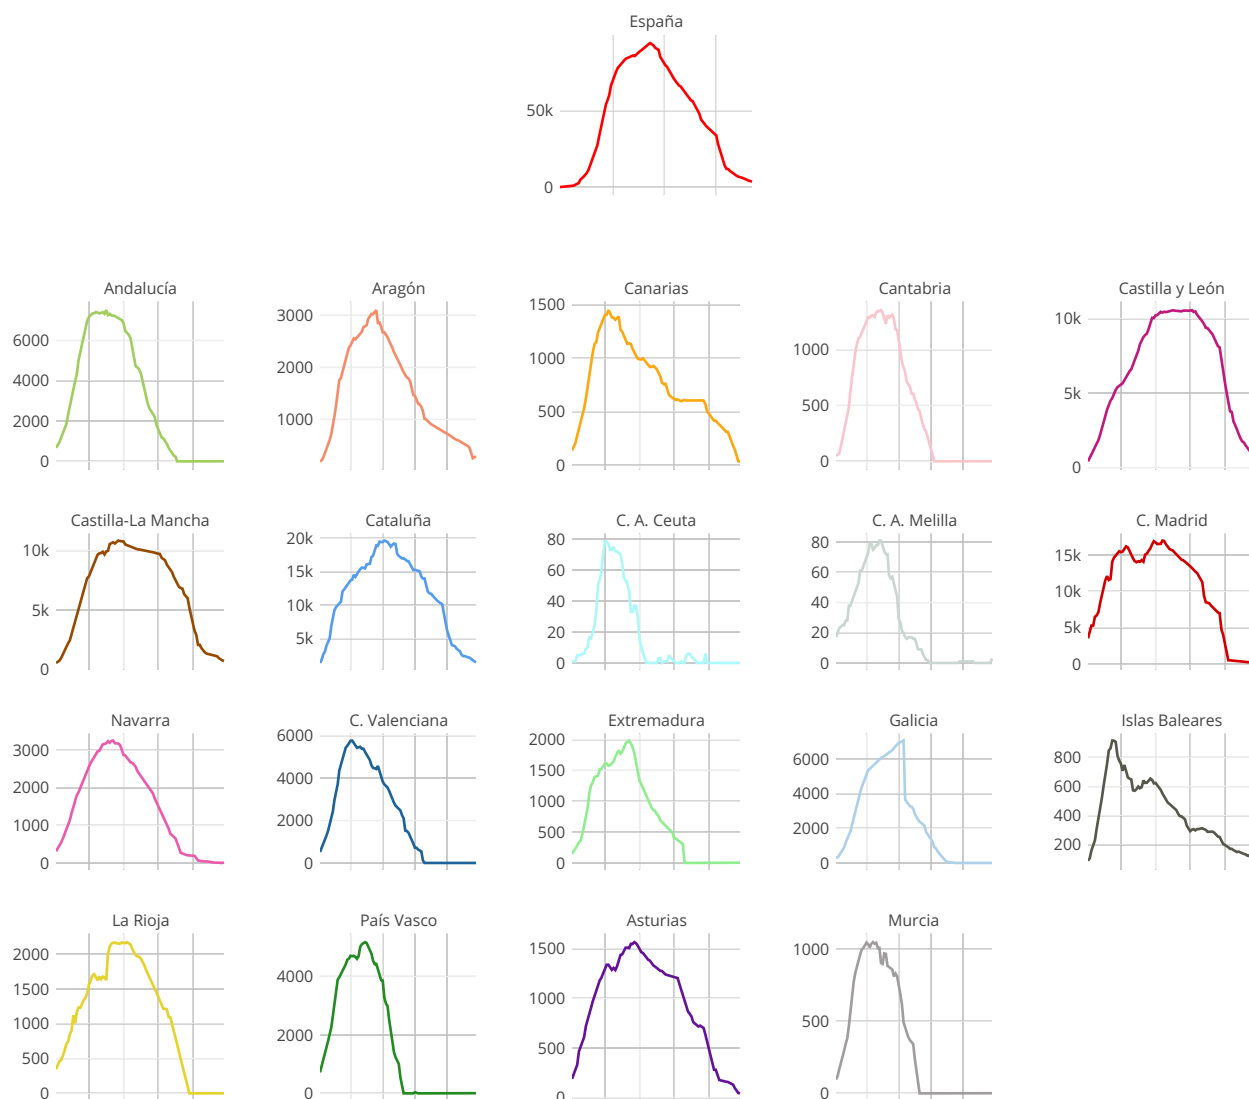 España
50k
0
Andalucía
Aragón
Canarias
Cantabria
Castilla y León
6000
4000
2000
0
3000
2000
1000
1500
1000
500
0
1000
500
0
10k
5k
0
Castilla-La Mancha
Cataluña
C. A. Ceuta
C. A. Melilla
C. Madrid
10k
5k
0
20k
15k
10k
5k
80
60
40
20
0
80
60
40
20
0
15k
10k
5k
0
Navarra
C. Valenciana
Extremadura
Galicia
Islas Baleares
3000
2000
1000
0
6000
4000
2000
0
2000
1500
1000
500
0
6000
4000
2000
0
800
600
400
200
La Rioja
País Vasco
Asturias
Murcia
2000
1500
1000
500
0
4000
2000
0
1500
1000
500
0
1000
500
0